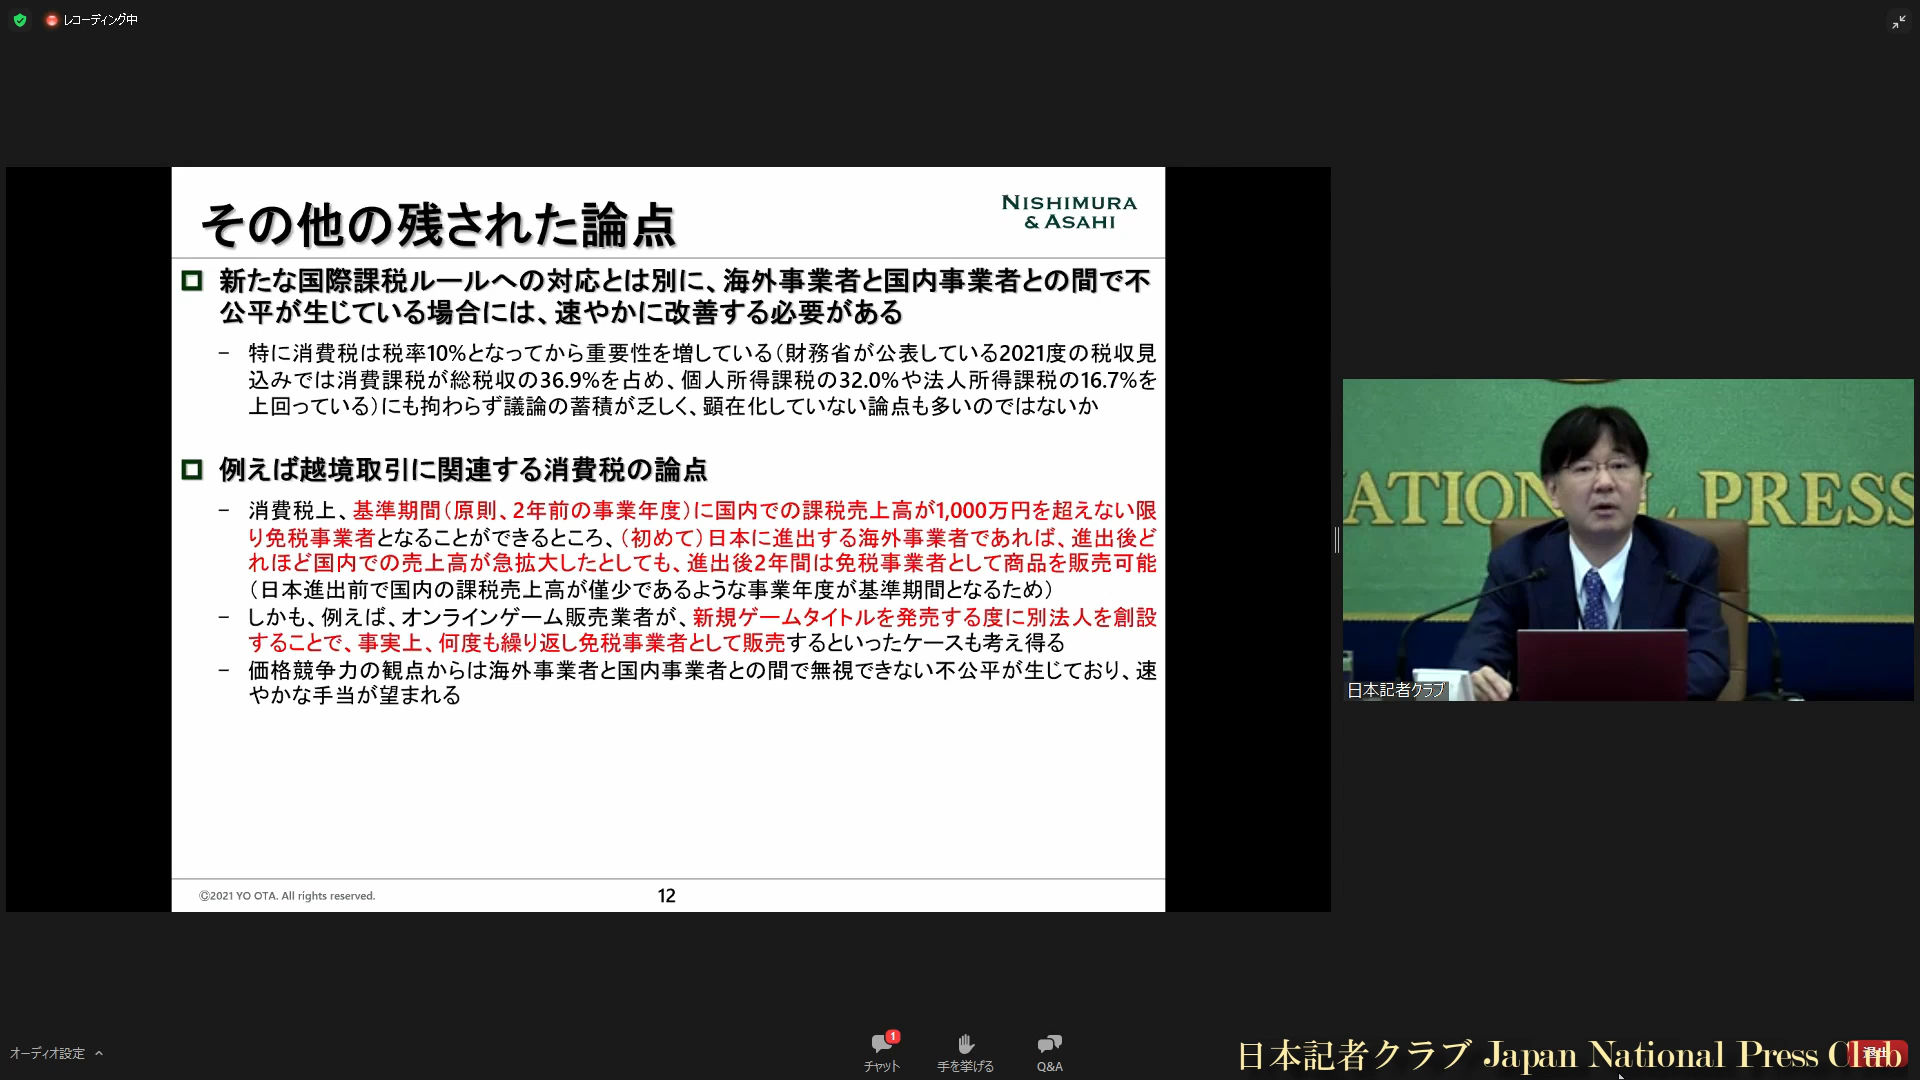 レコーディング中
その他の残された論点
NISHIMURA
& ASAHI
新たな国際課税ルールへの対応とは別に、海外事業者と国内事業者との間で不
公平が生じている場合には、速やかに改善する必要がある
– 特に消費税は税率10%となってから重要性を増している（財務省が公表している2021度の税収見
込みでは消費課税が総税収の36.9%を占め、個人所得課税の32.0%や法人所得課税の16.7%を
上回っている）にも拘わらず議論の蓄積が乏しく、顕在化していない論点も多いのではないか
例えば越境取引に関連する消費税の論点
– 消費税上、基準期間（原則、2年前の事業年度）に国内での課税売上高が1,000万円を超えない限
り免税事業者となることができるところ、（初めて）日本に進出する海外事業者であれば、進出後ど
れほど国内での売上高が急拡大したとしても、進出後2年間は免税事業者として商品を販売可能
（日本進出前で国内の課税売上高が僅少であるような事業年度が基準期間となるため）
– しかも、例えば、オンラインゲーム販売業者が、新規ゲームタイトルを発売する度に別法人を創設
することで、事実上、何度も繰り返し免税事業者として販売するといったケースも考え得る
– 価格競争力の観点からは海外事業者と国内事業者との間で無視できない不公平が生じており、速
やかな手当が望まれる
©2021 YO OTA. All rights reserved.
12
NATIONAL PRESS
日本記者クラブ
オーディオ設定
1
チャット
手を挙げる
Q&A
日本記者クラブ Japan National Press Club
退出